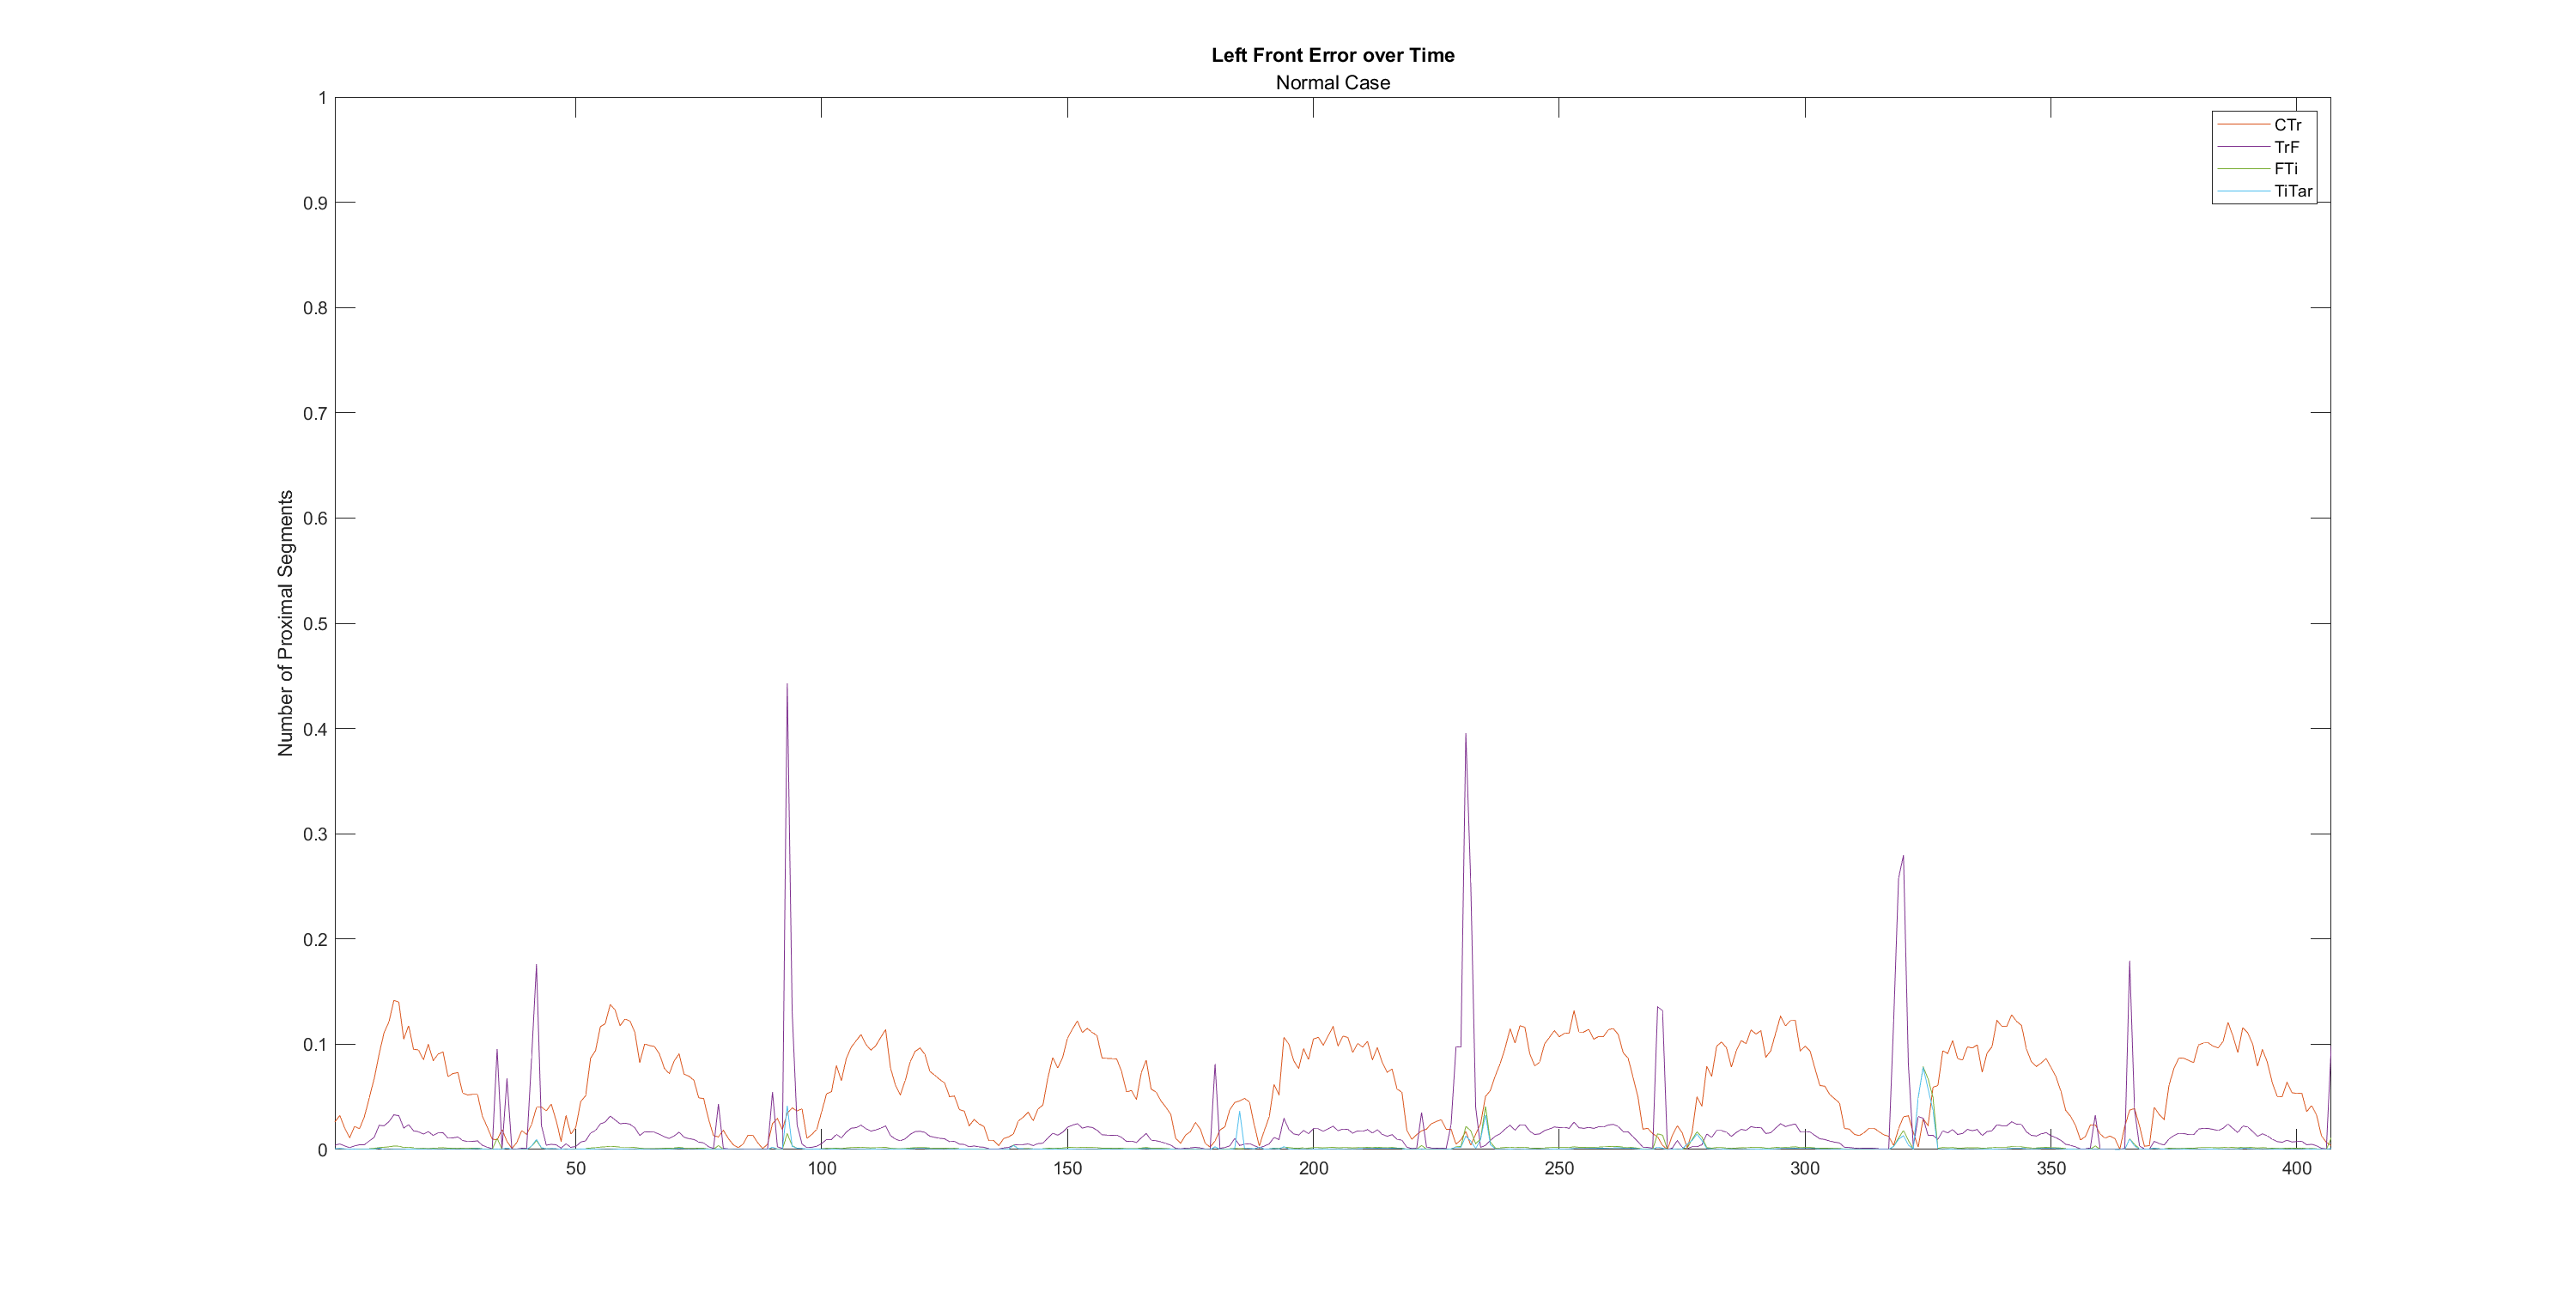 Left Front Error over Time
Normal Case
1
0.9
0.8
0.7
0.6
0.5
0.4
0.3
0.2
0.1
0
Number of Proximal Segments
50 100 150 200 250 300 350 400
CTr
TrF
FTi
TiTar